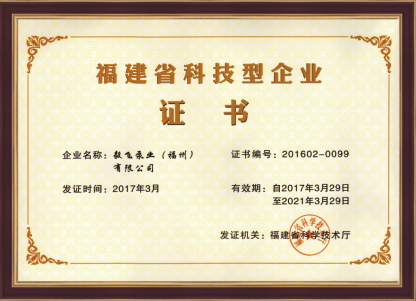 福建省科技型企业
证书
企业名称：毅飞泵业（福州）
有限公司
证书编号：201602-0099
发证时间：2017年3月
有效期：自2017年3月29日
至2021年3月29日
发证机关：福建省科学技术厅